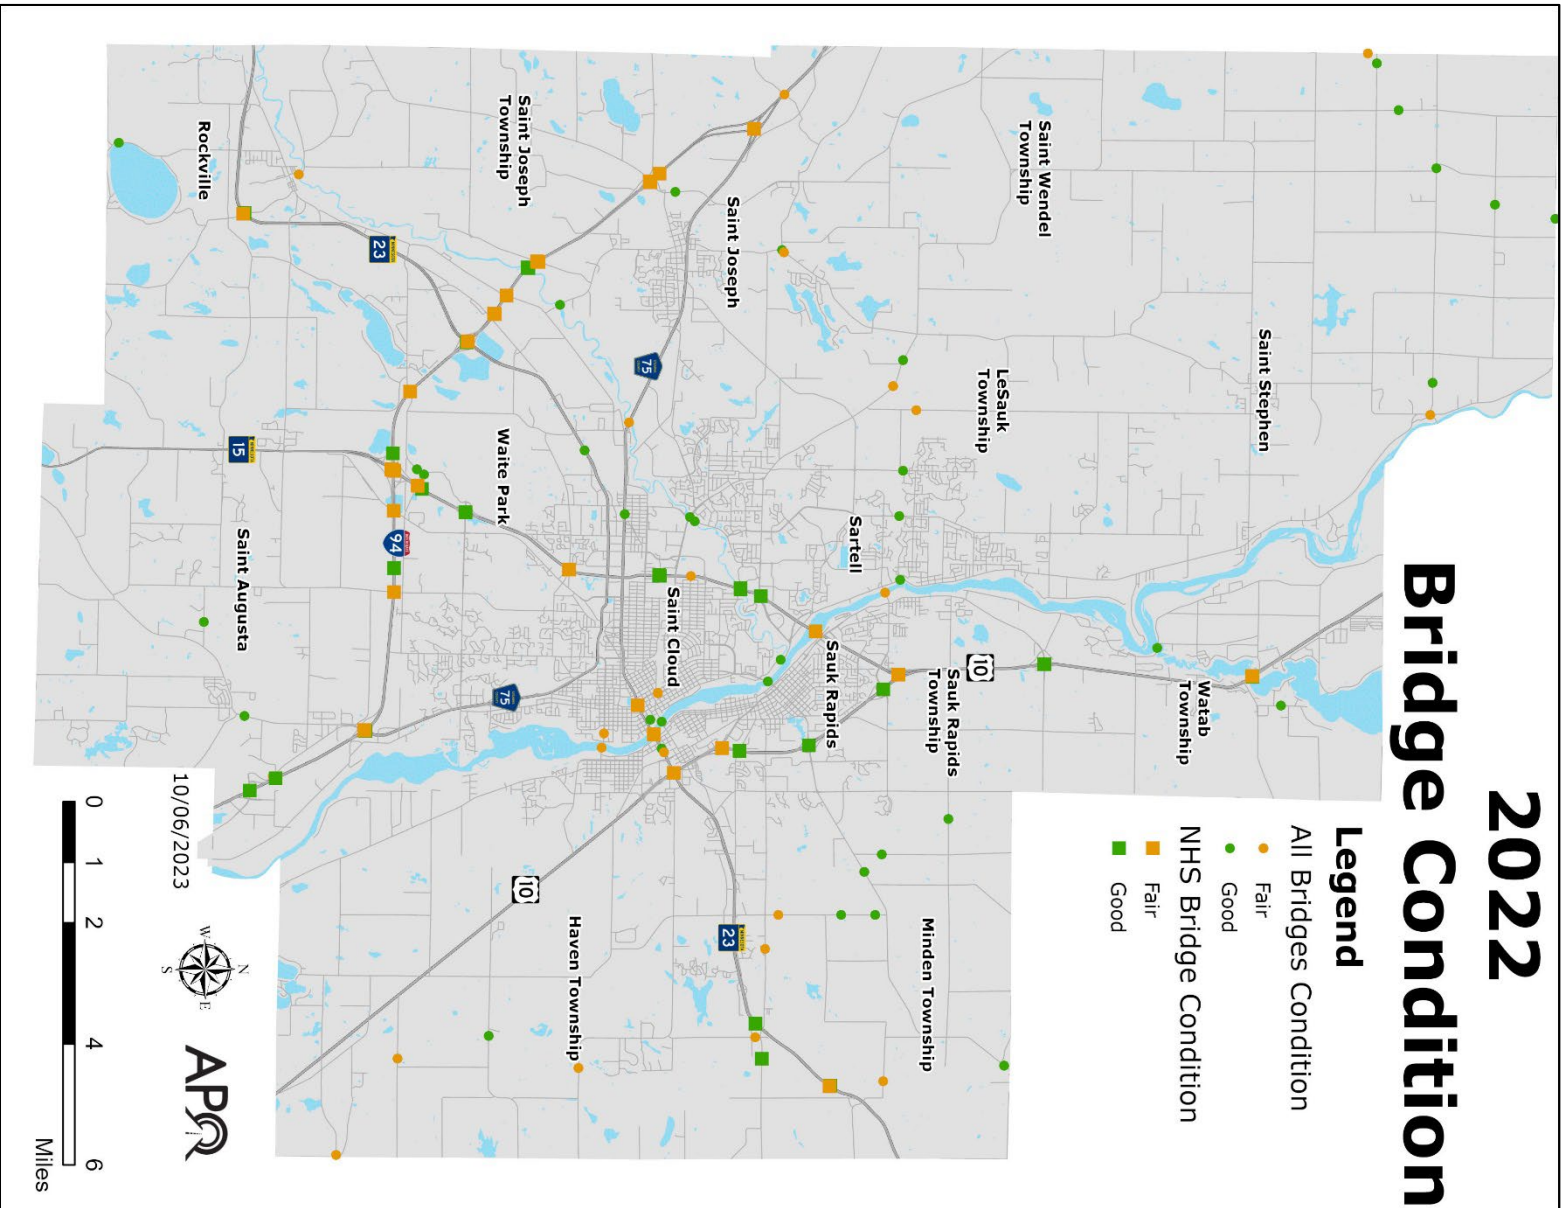 2022
Bridge Condition
Legend
All Bridges Condition
Fair
Good
NHS Bridge Condition
Fair
Good
Saint Stephen
Saint Wendel
Township
LeSauk
Township
Watab
Township
10
Sauk Rapids
Township
Minden Township
Sartell
Sauk Rapids
Saint Joseph
75
Saint Cloud
23
Saint Joseph
Township
Waite Park
Haven Township
10
75
23
94
Rockville
15
Saint Augusta
10/06/2023
N
W
E
S
APO
0
1
2
4
6
Miles